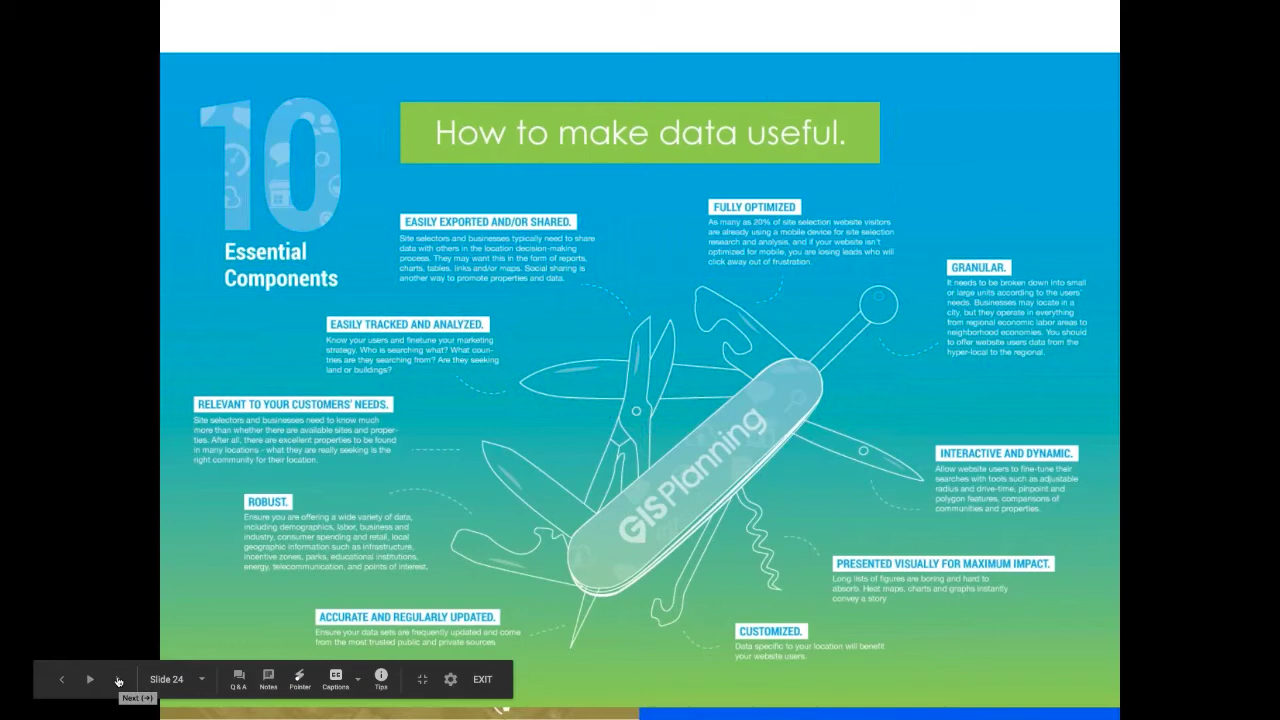 10
Essential
Components
How to make data useful.
EASILY EXPORTED AND/OR SHARED.
Site selectors and businesses typically need to share
data with others in the location decision-making
process. They may want this in the form of reports,
charts, tables, links and/or maps. Social sharing is
another way to promote properties and data.
FULLY OPTIMIZED
As many as 20% of site selection website visitors
are already using a mobile device for site selection
research and analysis, and if your website isn't
optimized for mobile, you are losing leads who will
click away out of frustration.
GRANULAR.
It needs to be broken down into small
or large units according to the users'
needs. Businesses may locate in a
city, but they operate in everything
from regional economic labor areas to
neighborhood economies. You should
to offer website users data from the
hyper-local to the regional.
EASILY TRACKED AND ANALYZED.
Know your users and finetune your marketing
strategy. Who is searching what? What coun-
tries are they searching from? Are they seeking
land or buildings?
RELEVANT TO YOUR CUSTOMERS' NEEDS.
Site selectors and businesses need to know much
more than whether there are available sites and proper-
ties. After all, there are excellent properties to be found
in many locations - what they are really seeking is the
right community for their location.
GISPlanning
INTERACTIVE AND DYNAMIC.
Allow website users to fine-tune their
searches with tools such as adjustable
radius and drive-time, pinpoint and
polygon features, comparisons of
communities and properties.
ROBUST.
Ensure you are offering a wide variety of data,
including demographics, labor, business and
industry, consumer spending and retail, local
geographic information such as infrastructure,
incentive zones, parks, educational institutions,
energy, telecommunication, and points of interest.
PRESENTED VISUALLY FOR MAXIMUM IMPACT.
Long lists of figures are boring and hard to
absorb. Heat maps, charts and graphs instantly
convey a story
ACCURATE AND REGULARLY UPDATED.
Ensure your data sets are frequently updated and come
from the most trusted public and private sources
CUSTOMIZED.
Data specific to your location will benefit
your website users.
Slide 24
Q & A
Notes
Pointer
CC
Captions
Tips
EXIT
Next (→)